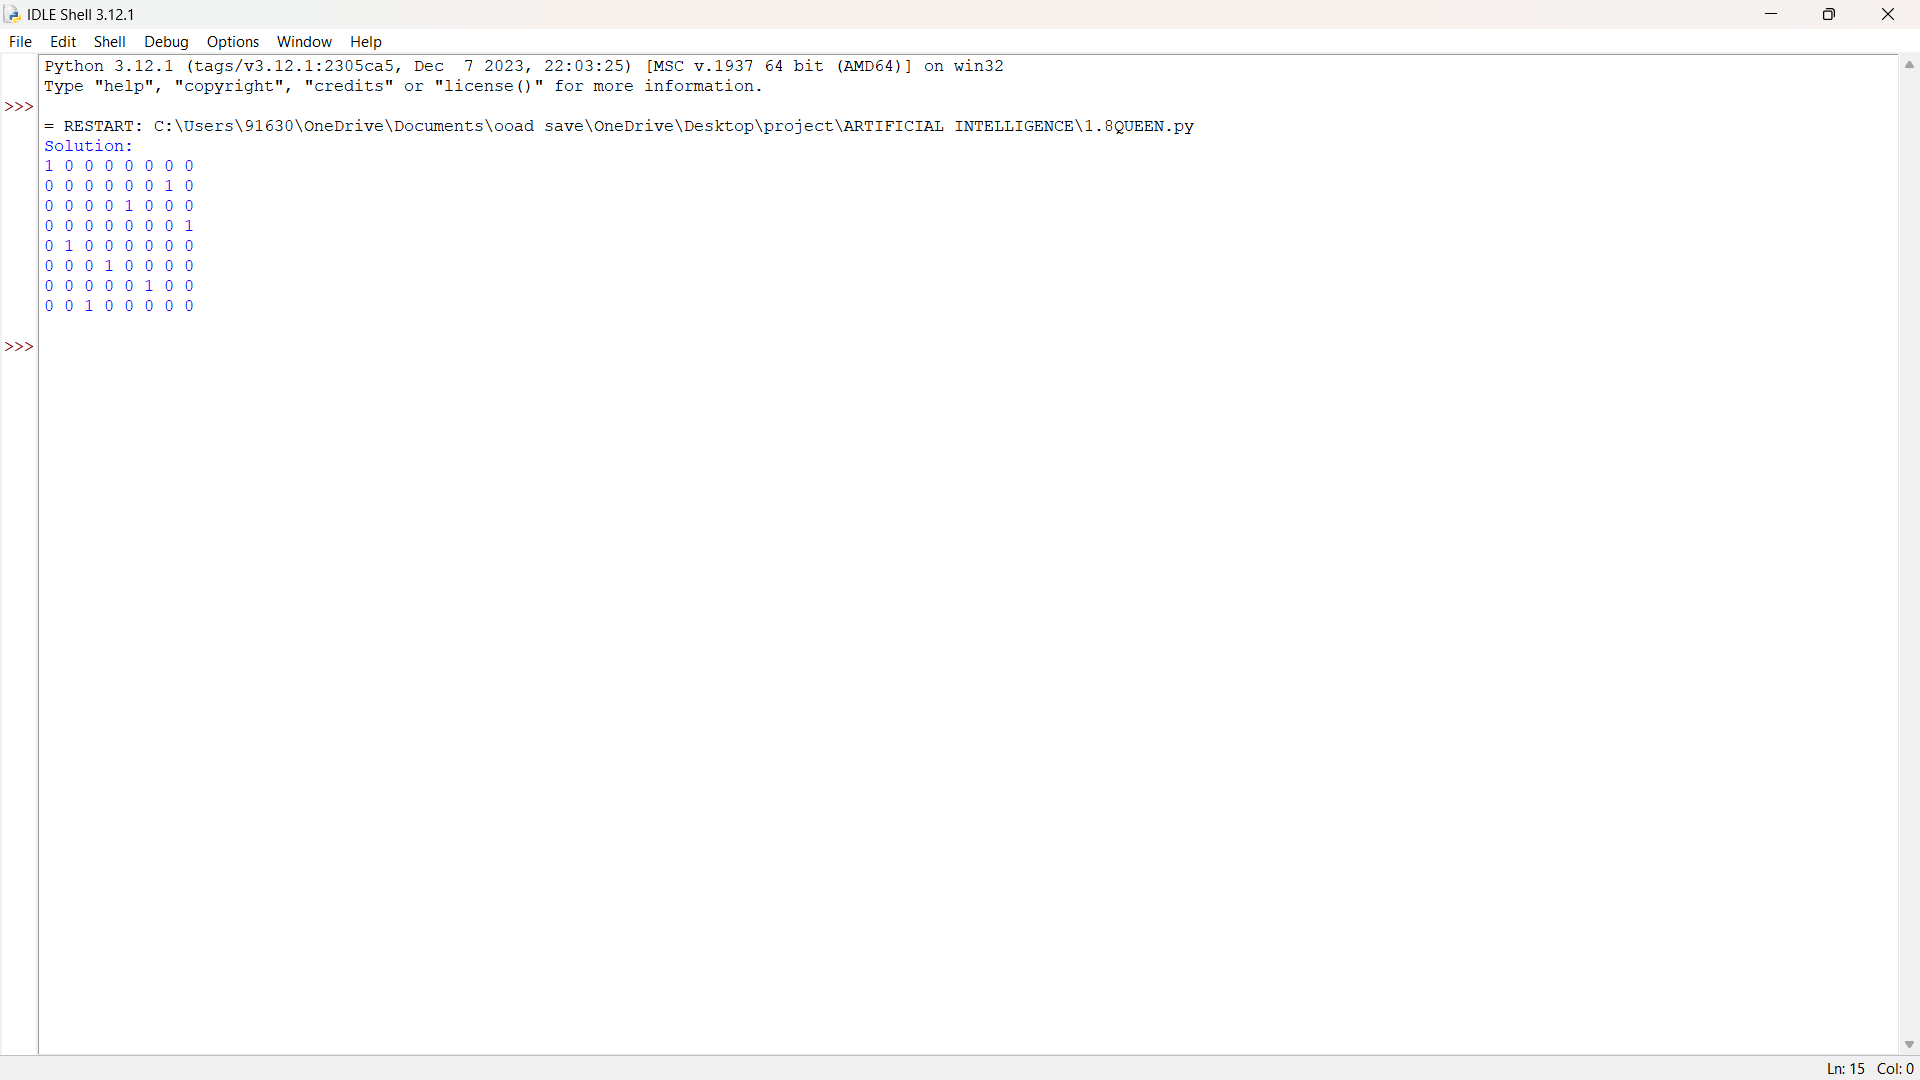 IDLE Shell 3.12.1
File Edit Shell Debug Options Window Help
Python 3.12.1 (tags/v3.12.1:2305ca5, Dec  7 2023, 22:03:25) [MSC v.1937 64 bit (AMD64)] on win32
Type "help", "copyright", "credits" or "license()" for more information.
>>>
= RESTART: C:\Users\91630\OneDrive\Documents\ooad save\OneDrive\Desktop\project\ARTIFICIAL INTELLIGENCE\1.8QUEEN.py
Solution:
1 0 0 0 0 0 0 0
0 0 0 0 0 0 1 0
0 0 0 0 1 0 0 0
0 0 0 0 0 0 0 1
0 1 0 0 0 0 0 0
0 0 0 1 0 0 0 0
0 0 0 0 0 1 0 0
0 0 1 0 0 0 0 0
>>>
Ln: 15 Col: 0